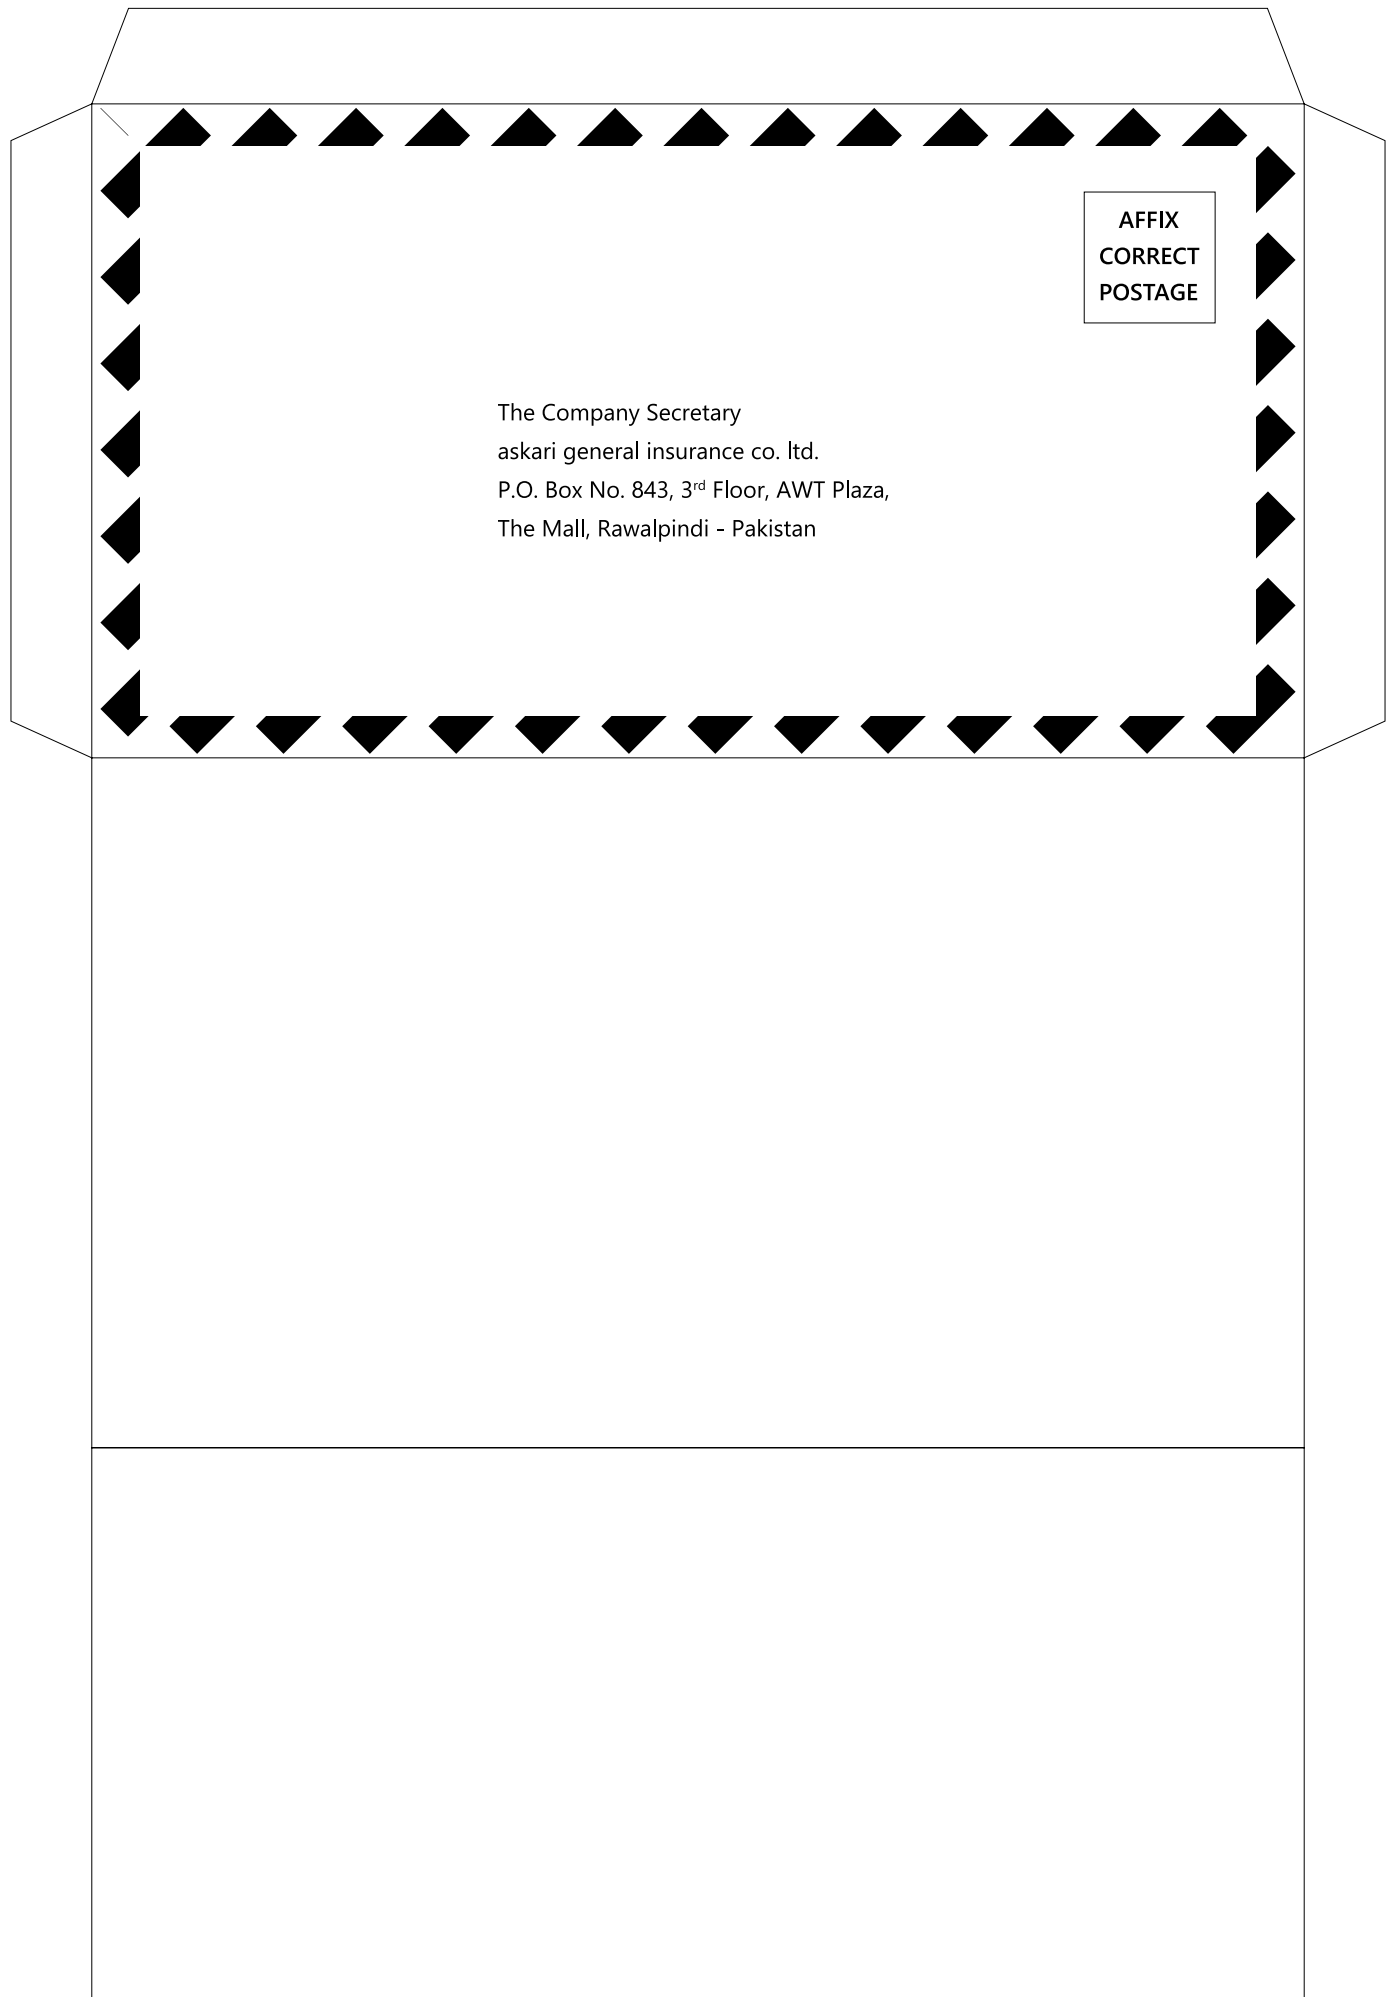 AFFIX
CORRECT
POSTAGE
The Company Secretary
askari general insurance co. ltd.
P.O. Box No. 843, 3rd Floor, AWT Plaza,
The Mall, Rawalpindi - Pakistan